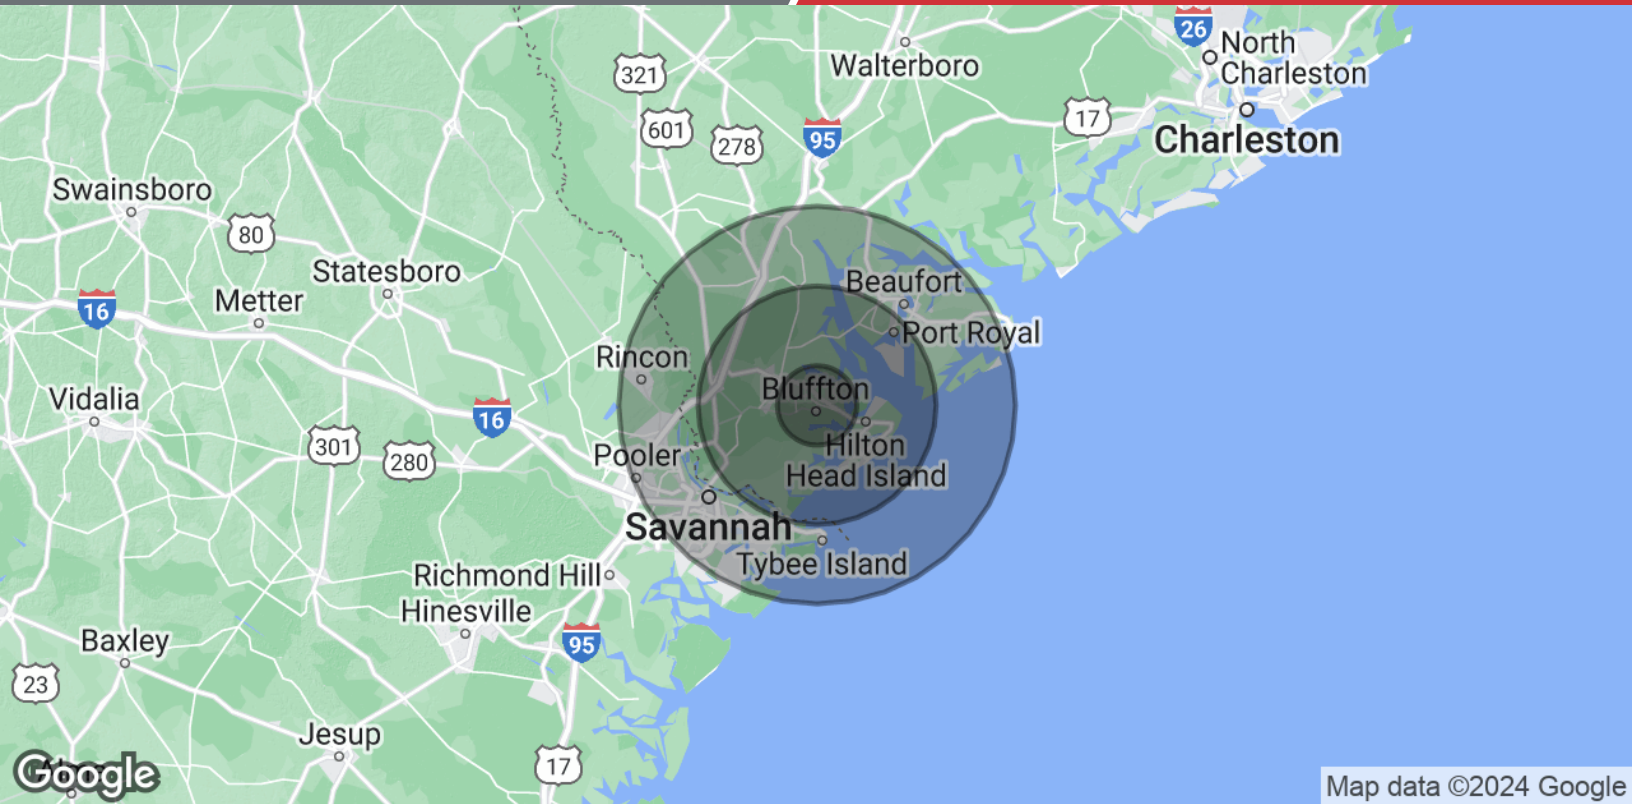 26
North
Charleston
Walterboro
321
17
601
95
278
Charleston
Swainsboro
80
Statesboro
Beaufort
Metter
16
Port Royal
Rincon
Bluffton
Vidalia
16
301
Hilton
Head Island
280
Pooler
Savannah
Tybee Island
Richmond Hill
Hinesville
95
Baxley
23
Jesup
17
Google
Map data ©2024 Google